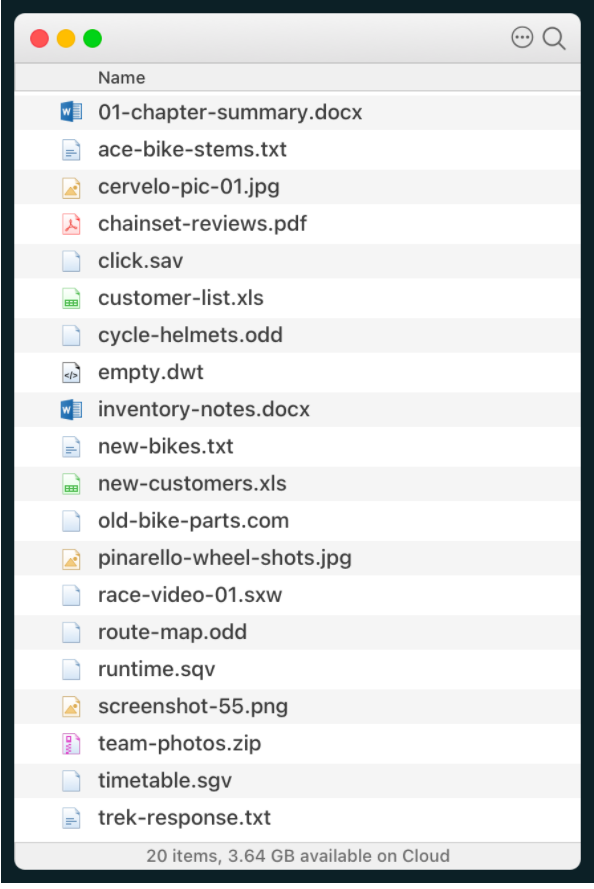 Name
01-chapter-summary.docx
ace-bike-stems.txt
cervelo-pic-01.jpg
chainset-reviews.pdf
click.sav
customer-list.xls
cycle-helmets.odd
empty.dwt
inventory-notes.docx
new-bikes.txt
new-customers.xls
old-bike-parts.com
pinarello-wheel-shots.jpg
race-video-01.sxw
route-map.odd
runtime.sqv
screenshot-55.png
team-photos.zip
timetable.sgv
trek-response.txt
20 items, 3.64 GB available on Cloud